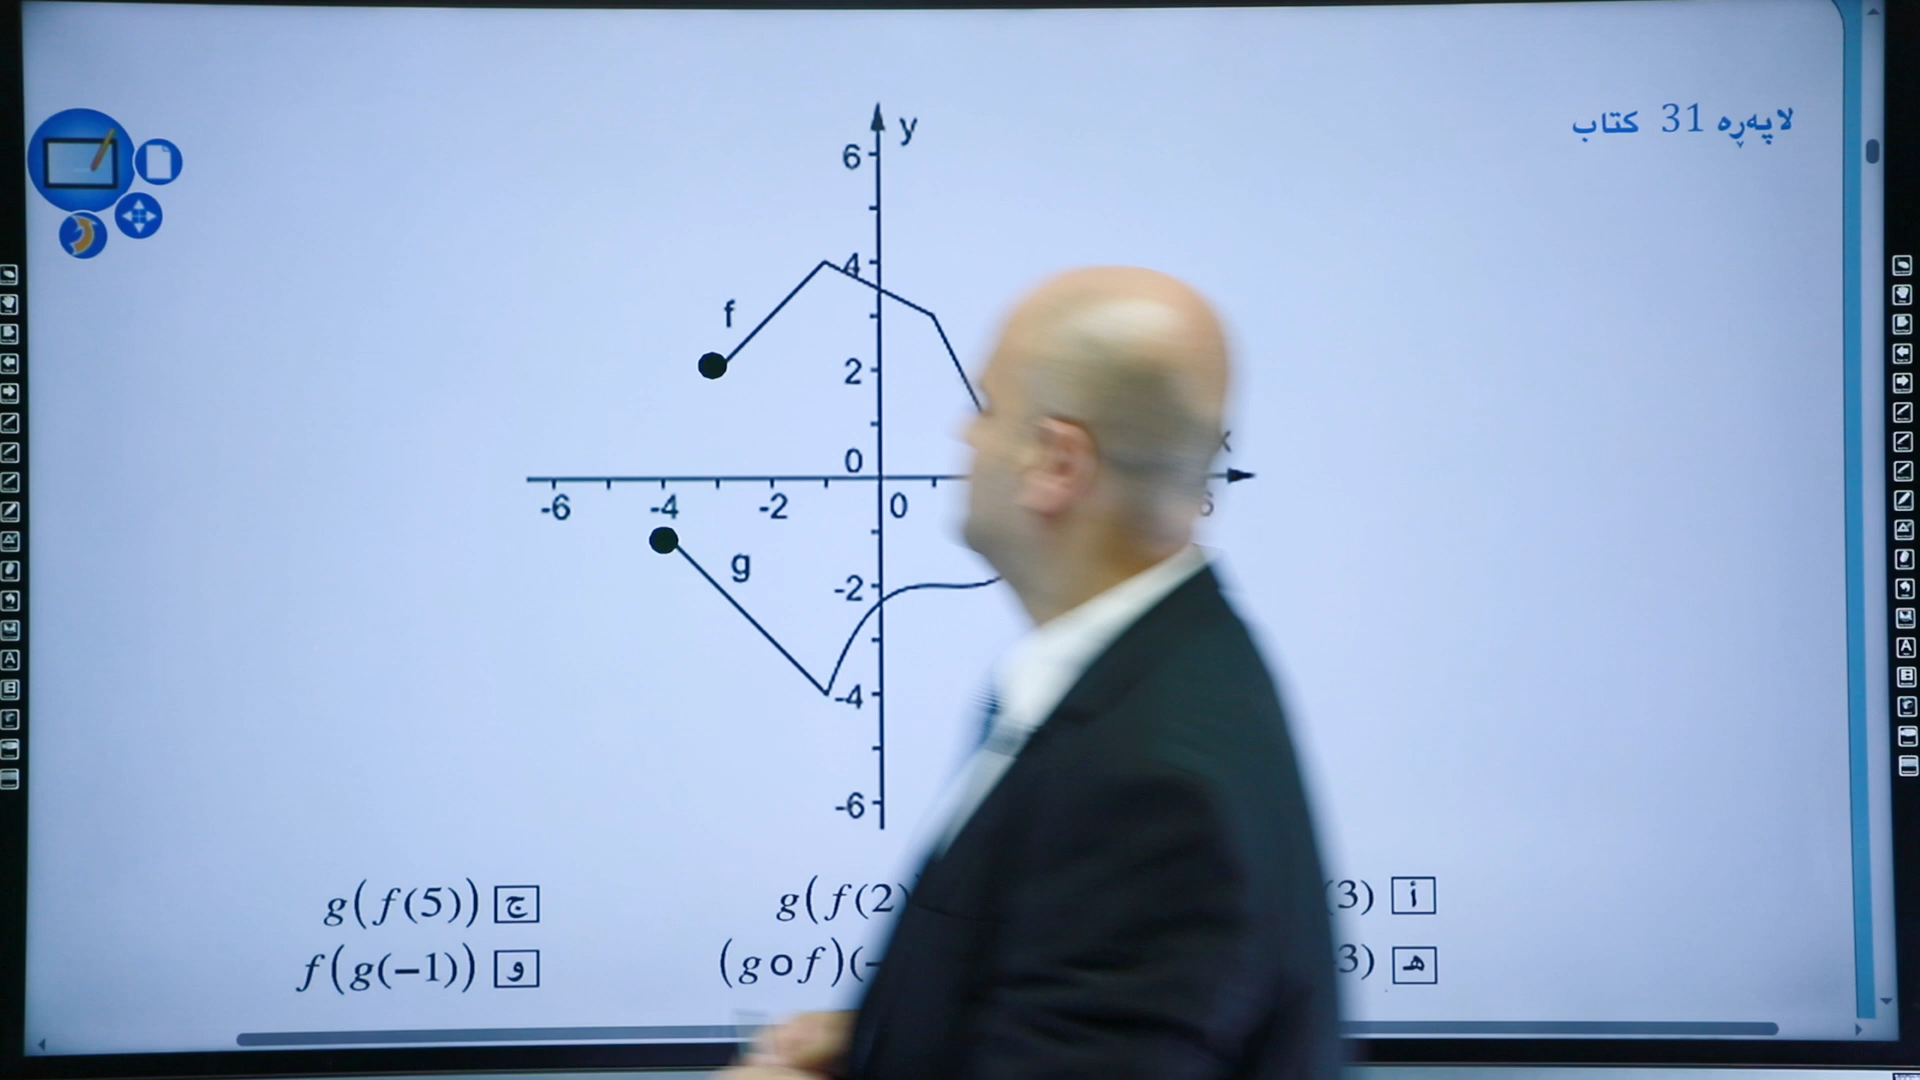 لاپەڕە 31 کتاب
y
6
4
f
2
0
x
-6
-4
-2
0
g
-2
-4
-6
3) أ
g(f(2)
g(f(5)) ج
3) هـ
(gof)(-
f(g(−1)) و